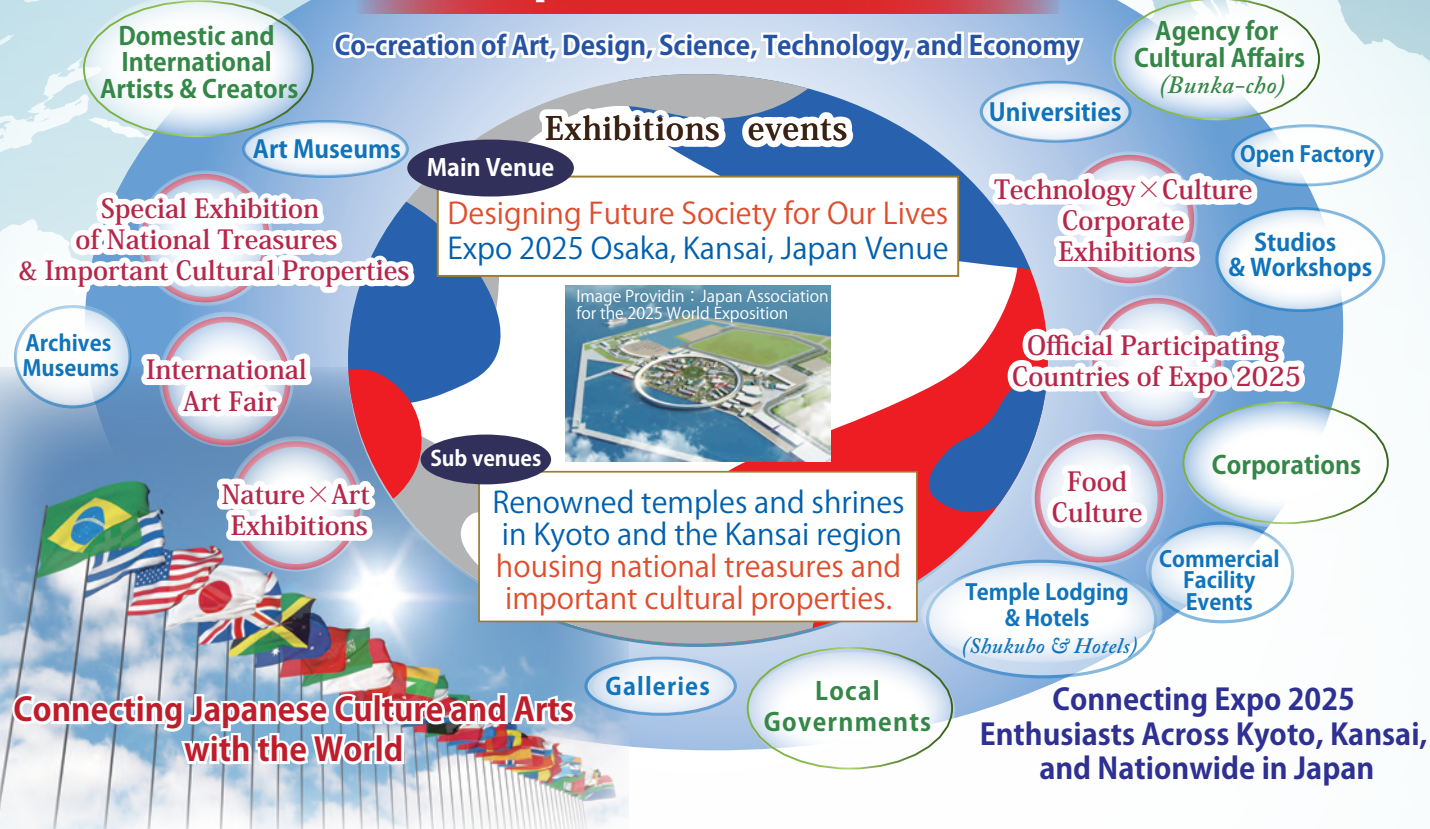 Co-creation of Art, Design, Science, Technology, and Economy
Domestic and
International
Artists & Creators
Agency for
Cultural Affairs
(Bunka-cho)
Art Museums
Universities
Open Factory
Exhibitions events
Main Venue
Designing Future Society for Our Lives
Expo 2025 Osaka, Kansai, Japan Venue
Special Exhibition
of National Treasures
& Important Cultural Properties
Technology×Culture
Corporate
Exhibitions
Studios
& Workshops
Image Providin：Japan Association
for the 2025 World Exposition
Archives
Museums
International
Art Fair
Official Participating
Countries of Expo 2025
Sub venues
Renowned temples and shrines
in Kyoto and the Kansai region
housing national treasures and
important cultural properties.
Nature×Art
Exhibitions
Food
Culture
Corporations
Commercial
Facility
Events
Temple Lodging
& Hotels
(Shukubo & Hotels)
Galleries
Local
Governments
Connecting Japanese Culture and Arts
with the World
Connecting Expo 2025
Enthusiasts Across Kyoto, Kansai,
and Nationwide in Japan